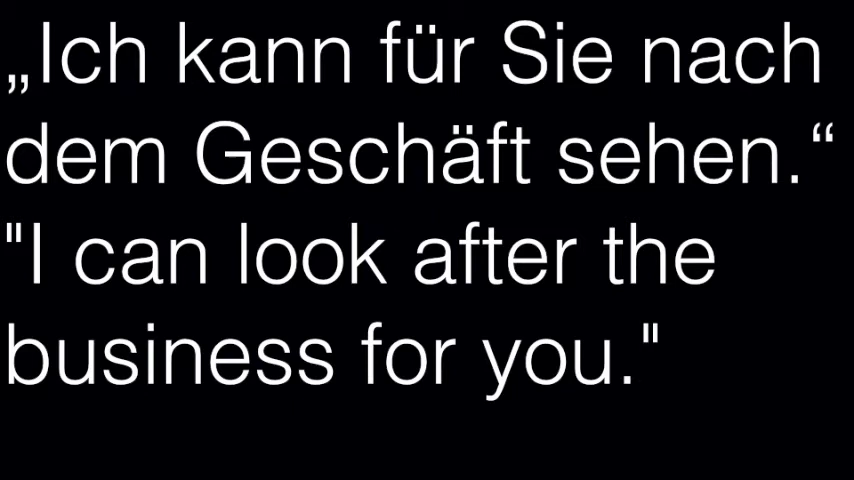 „Ich kann für Sie nach
dem Geschäft sehen.“
"I can look after the
business for you."